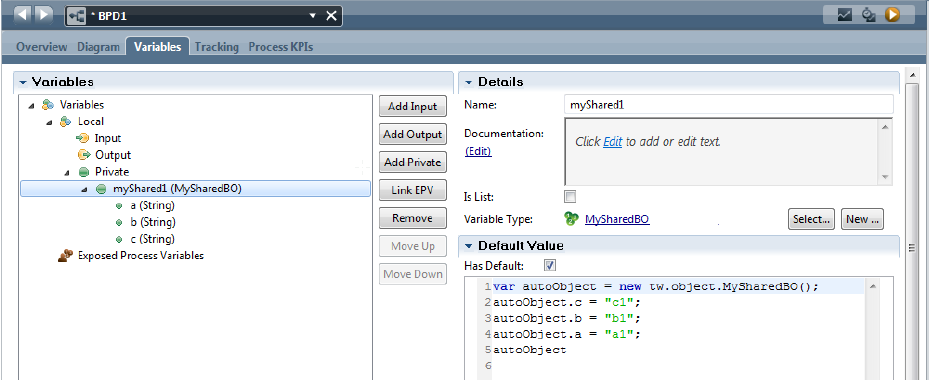 * BPD1
Overview Diagram Variables Tracking Process KPIs
Variables
Variables
Local
Input
Output
Private
myShared1 (MySharedBO)
a (String)
b (String)
c (String)
Exposed Process Variables
Add Input
Add Output
Add Private
Link EPV
Remove
Move Up
Move Down
Details
Name: myShared1
Documentation:
(Edit)
Click Edit to add or edit text.
Is List:
Variable Type: MySharedBO Select... New ...
Default Value
Has Default:
1 var autoObject = new tw.object.MySharedBO();
2 autoObject.c = "c1";
3 autoObject.b = "b1";
4 autoObject.a = "a1";
5 autoObject
6